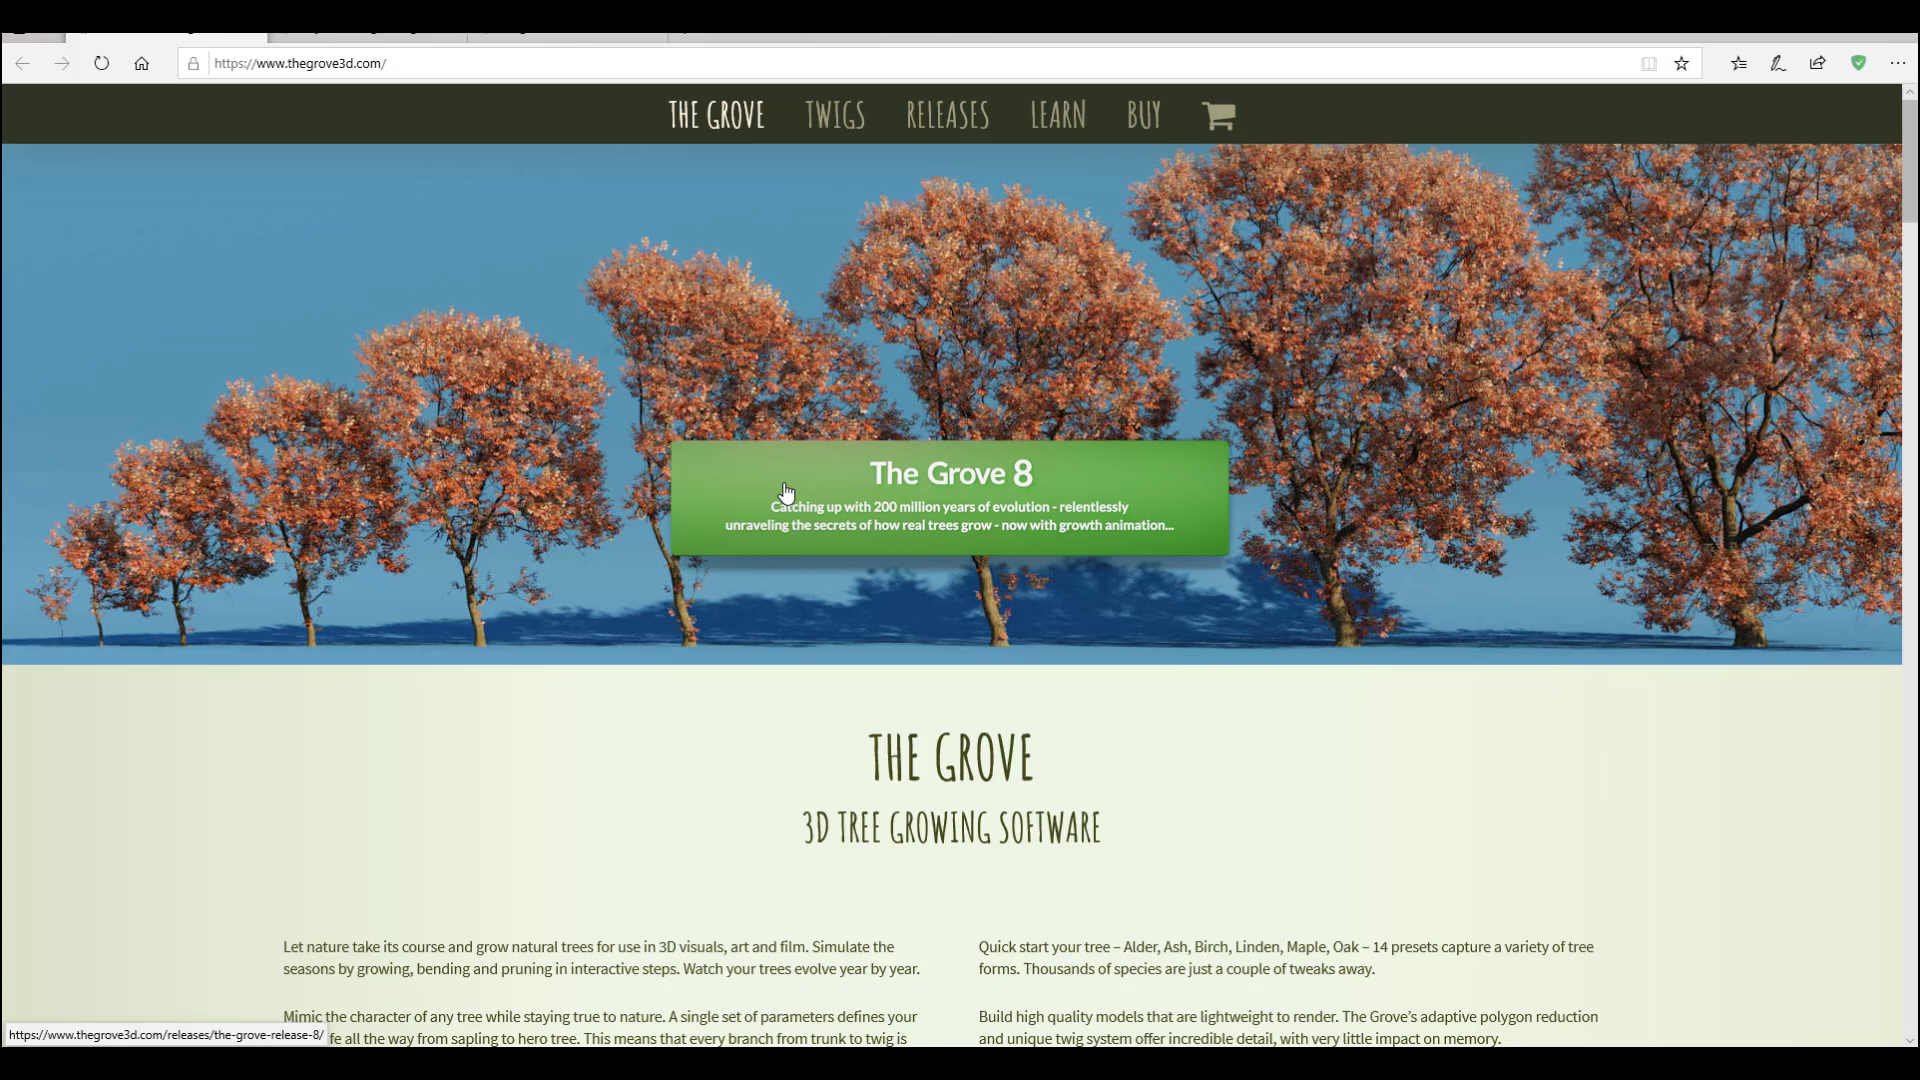 https://www.thegrove3d.com/
THE GROVE TWIGS RELEASES LEARN BUY
The Grove 8
Catching up with 200 million years of evolution - relentlessly
unraveling the secrets of how real trees grow - now with growth animation...
THE GROVE
3D TREE GROWING SOFTWARE
Let nature take its course and grow natural trees for use in 3D visuals, art and film. Simulate the
seasons by growing, bending and pruning in interactive steps. Watch your trees evolve year by year.
Mimic the character of any tree while staying true to nature. A single set of parameters defines your
fe all the way from sapling to hero tree. This means that every branch from trunk to twig is
Quick start your tree – Alder, Ash, Birch, Linden, Maple, Oak – 14 presets capture a variety of tree
forms. Thousands of species are just a couple of tweaks away.
Build high quality models that are lightweight to render. The Grove's adaptive polygon reduction
and unique twig system offer incredible detail, with very little impact on memory.
https://www.thegrove3d.com/releases/the-grove-release-8/